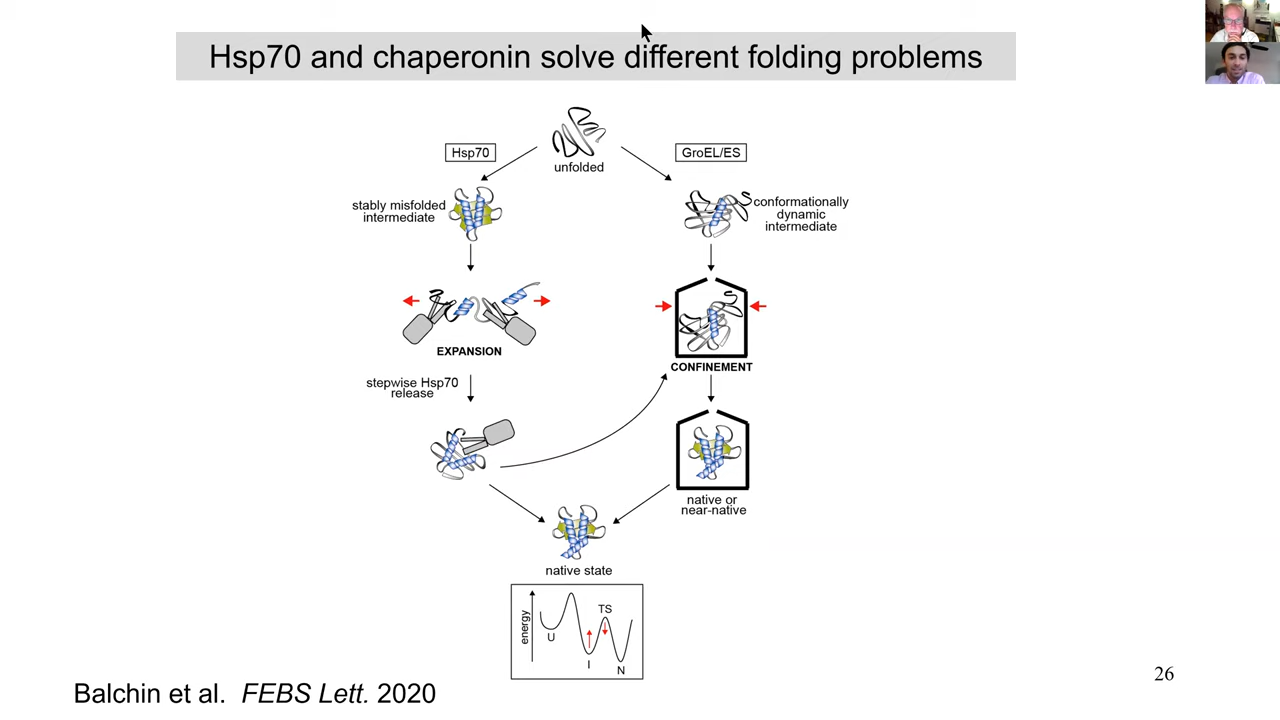 Hsp70 and chaperonin solve different folding problems
Hsp70
GroEL/ES
unfolded
stably misfolded
intermediate
conformationally
dynamic
intermediate
EXPANSION
CONFINEMENT
stepwise Hsp70
release
native or
near-native
native state
energy
TS
U
I
N
26
Balchin et al. FEBS Lett. 2020